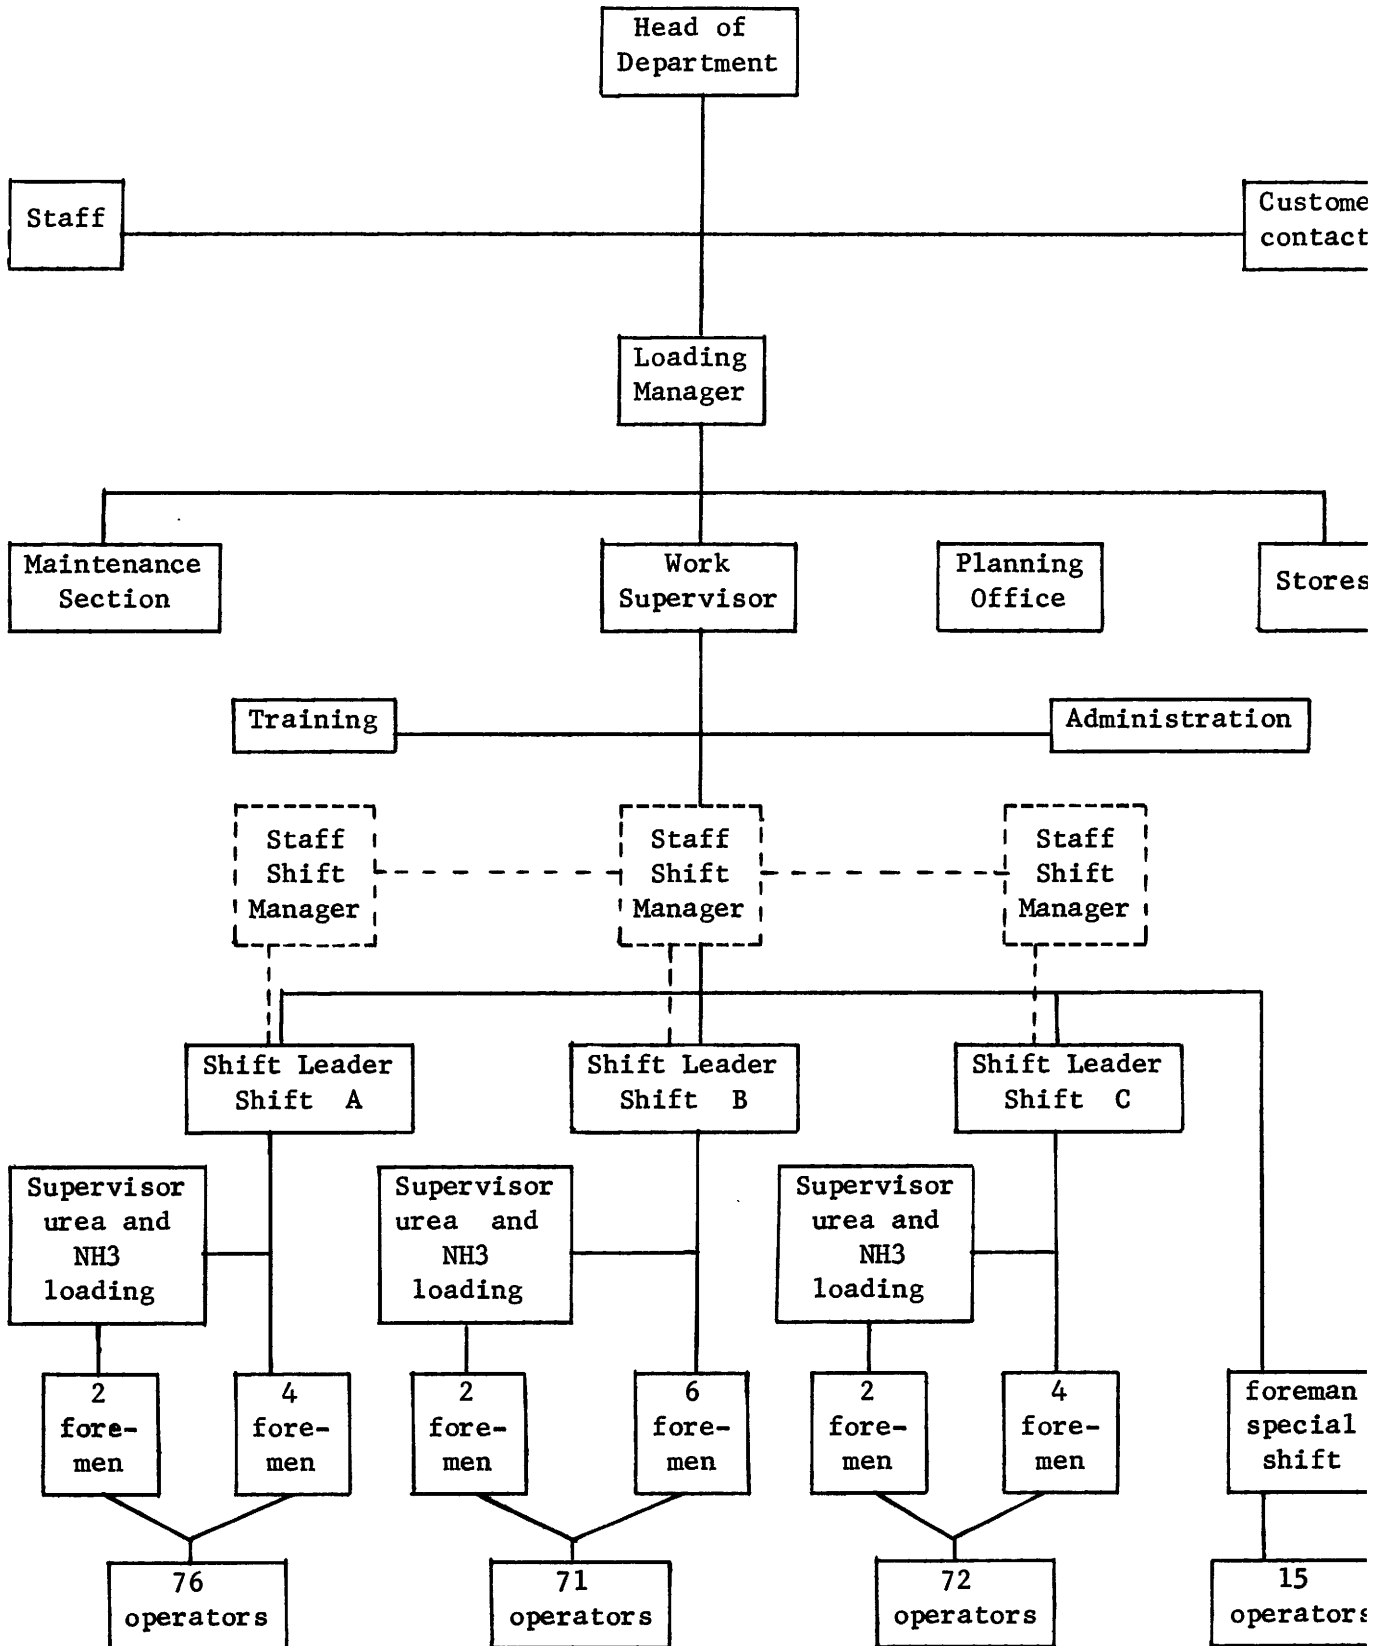 Head of
Department
Staff
Custome
contact
Loading
Manager
Maintenance
Section
Work
Supervisor
Planning
Office
Stores
Training
Administration
Staff
Shift
Manager
Staff
Shift
Manager
Staff
Shift
Manager
Shift Leader
Shift A
Shift Leader
Shift B
Shift Leader
Shift C
Supervisor
urea and
NH3
loading
Supervisor
urea and
NH3
loading
Supervisor
urea and
NH3
loading
2
fore-
men
4
fore-
men
2
fore-
men
6
fore-
men
2
fore-
men
4
fore-
men
foreman
special
shift
76
operators
71
operators
72
operators
15
operators